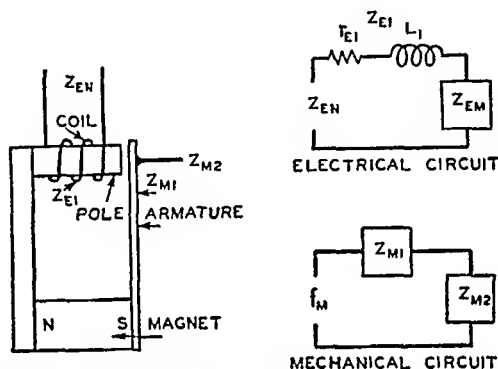 Z_EN
COIL
Z_E1
POLE
ARMATURE
Z_M1
Z_M2
N S MAGNET
Z_E1
r_E1 L_1
Z_EN Z_EM
ELECTRICAL CIRCUIT
Z_M1
f_M Z_M2
MECHANICAL CIRCUIT